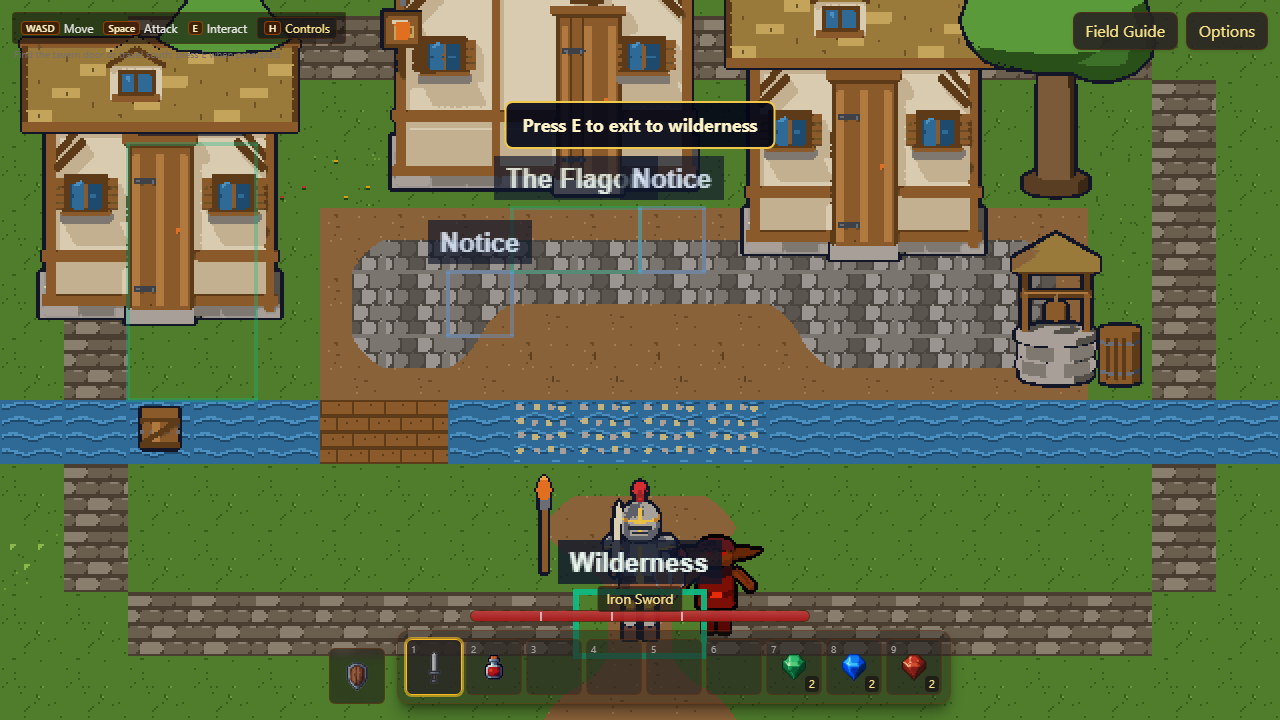 WASD Move Space Attack E Interact H Controls
Field Guide Options
Press E to exit to wilderness
The Flag Notice
Notice
Wilderness
Iron Sword
1 2 3 4 5 6 7 8 9
2 2 2